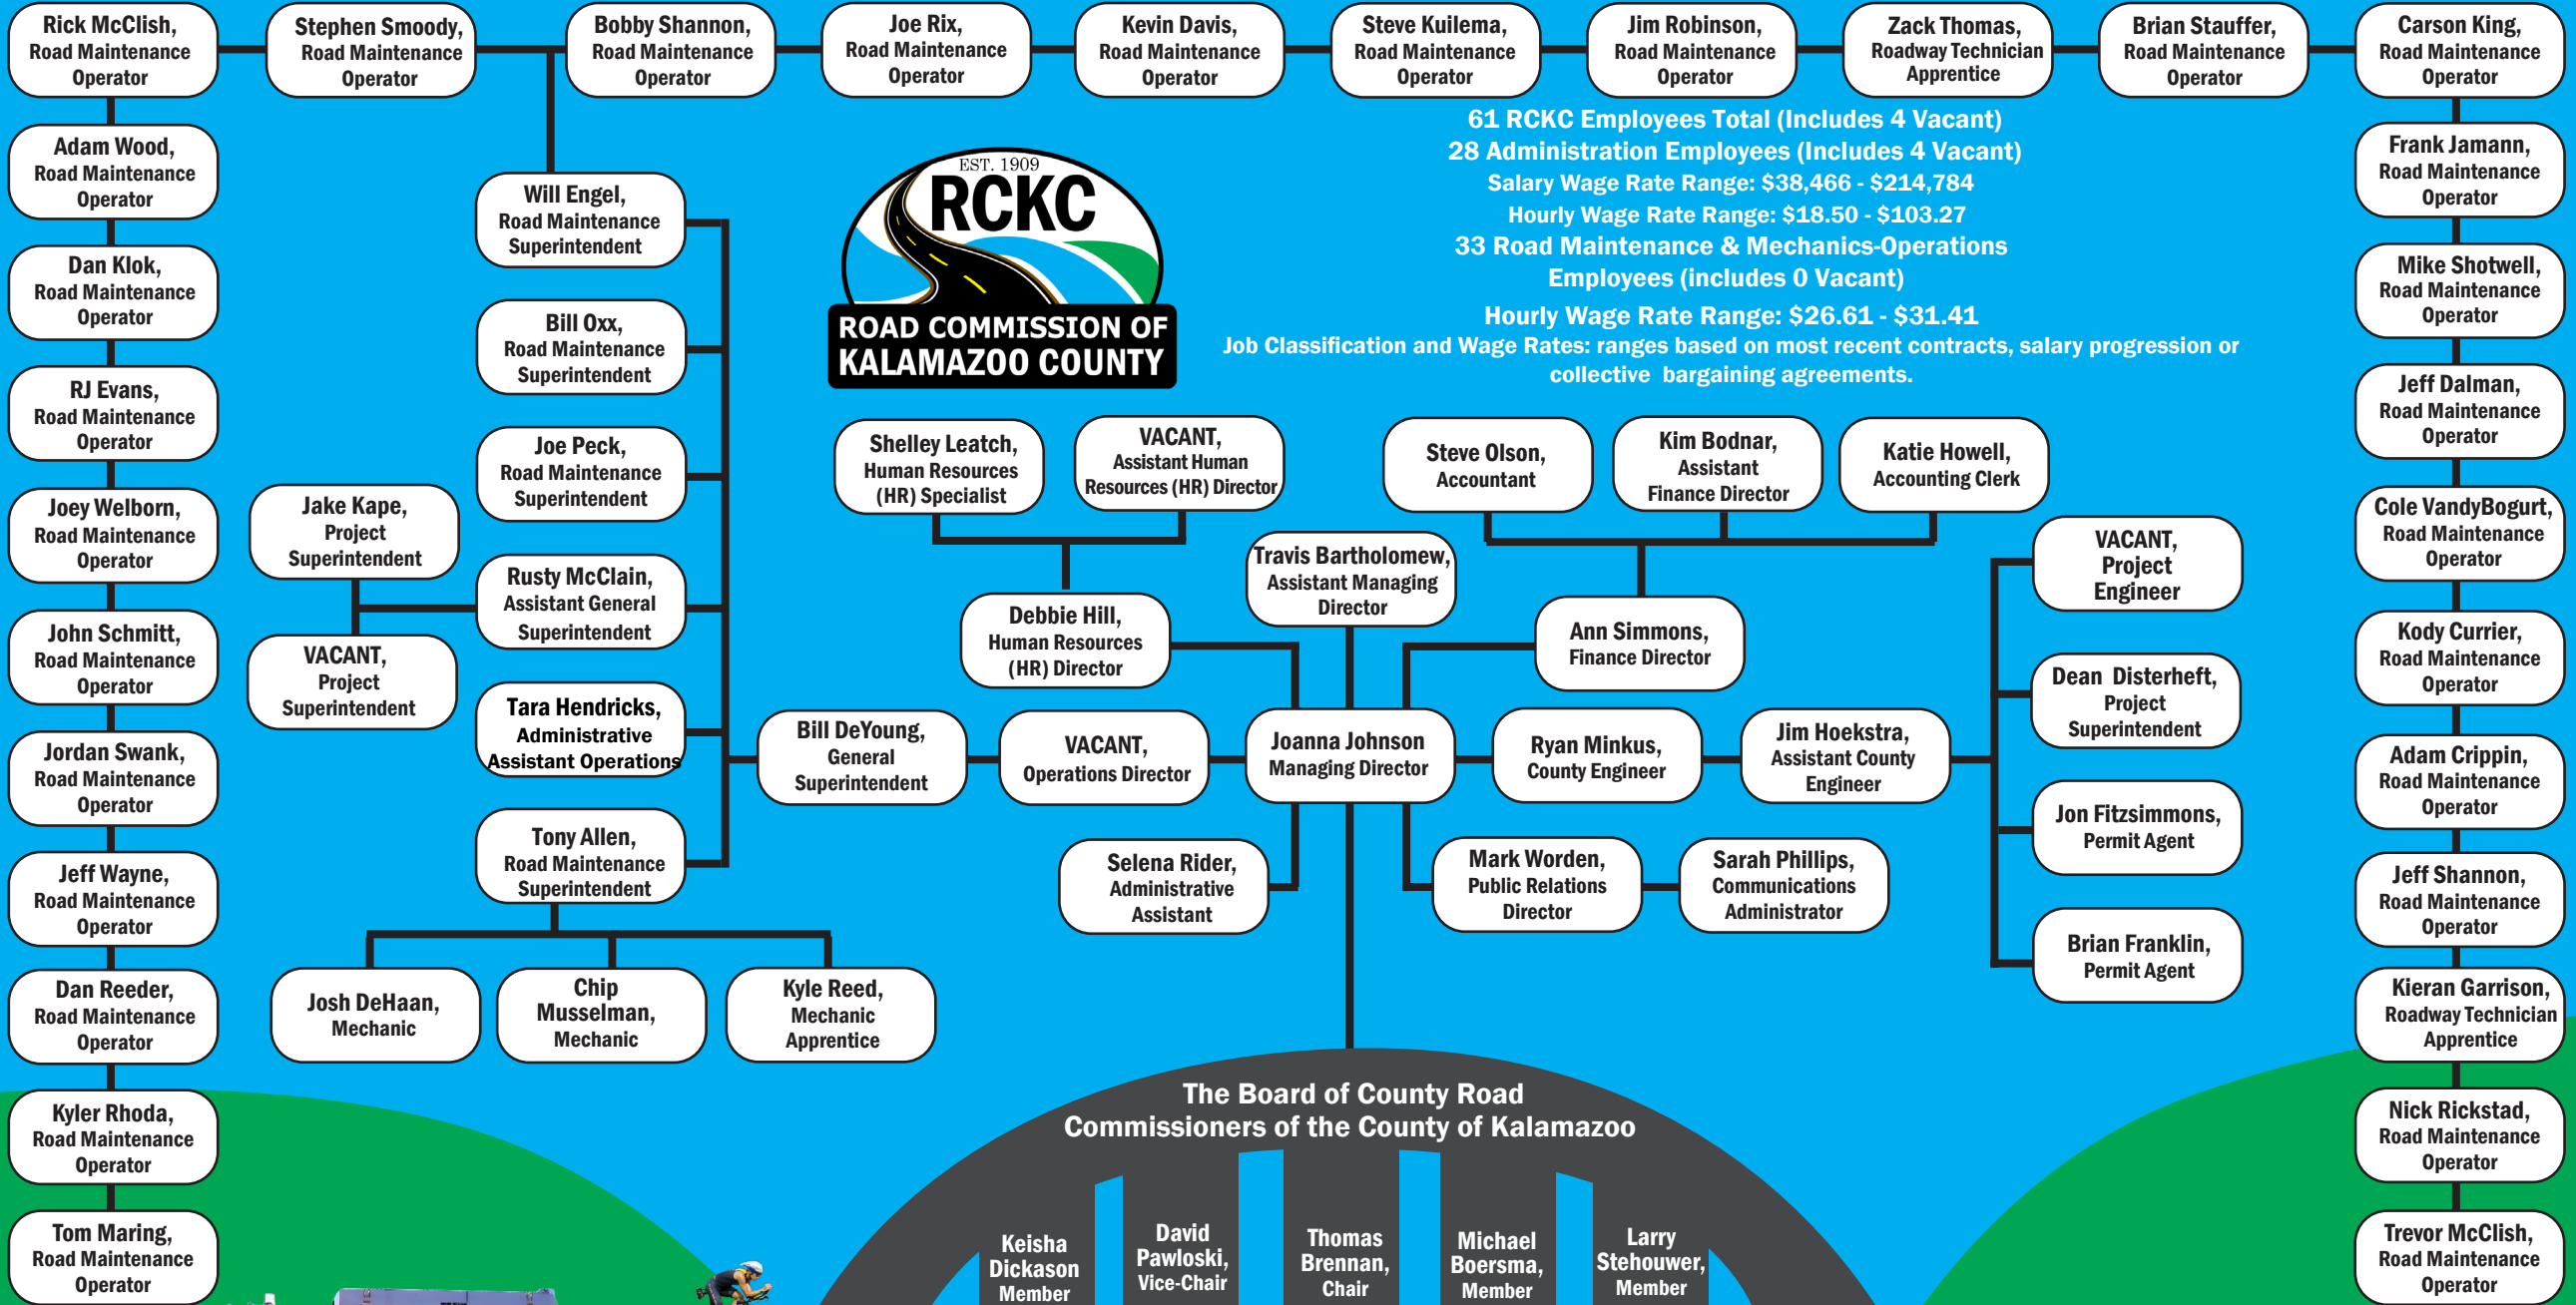 Rick McClish,
Road Maintenance
Operator
Stephen Smoody,
Road Maintenance
Operator
Bobby Shannon,
Road Maintenance
Operator
Joe Rix,
Road Maintenance
Operator
Kevin Davis,
Road Maintenance
Operator
Steve Kuilema,
Road Maintenance
Operator
Jim Robinson,
Road Maintenance
Operator
Zack Thomas,
Roadway Technician
Apprentice
Brian Stauffer,
Road Maintenance
Operator
Carson King,
Road Maintenance
Operator
Adam Wood,
Road Maintenance
Operator
Dan Klok,
Road Maintenance
Operator
RJ Evans,
Road Maintenance
Operator
Joey Welborn,
Road Maintenance
Operator
John Schmitt,
Road Maintenance
Operator
Jordan Swank,
Road Maintenance
Operator
Jeff Wayne,
Road Maintenance
Operator
Dan Reeder,
Road Maintenance
Operator
Kyler Rhoda,
Road Maintenance
Operator
Tom Maring,
Road Maintenance
Operator
Will Engel,
Road Maintenance
Superintendent
Bill Oxx,
Road Maintenance
Superintendent
Joe Peck,
Road Maintenance
Superintendent
Jake Kape,
Project
Superintendent
Rusty McClain,
Assistant General
Superintendent
VACANT,
Project
Superintendent
Tara Hendricks,
Administrative
Assistant Operations
Tony Allen,
Road Maintenance
Superintendent
Josh DeHaan,
Mechanic
Chip
Musselman,
Mechanic
Kyle Reed,
Mechanic
Apprentice
EST. 1909
RCKC
ROAD COMMISSION OF
KALAMAZOO COUNTY
61 RCKC Employees Total (Includes 4 Vacant)
28 Administration Employees (Includes 4 Vacant)
Salary Wage Rate Range: $38,466 - $214,784
Hourly Wage Rate Range: $18.50 - $103.27
33 Road Maintenance & Mechanics-Operations
Employees (includes 0 Vacant)
Hourly Wage Rate Range: $26.61 - $31.41
Job Classification and Wage Rates: ranges based on most recent contracts, salary progression or
collective bargaining agreements.
Shelley Leatch,
Human Resources
(HR) Specialist
VACANT,
Assistant Human
Resources (HR) Director
Steve Olson,
Accountant
Kim Bodnar,
Assistant
Finance Director
Katie Howell,
Accounting Clerk
Debbie Hill,
Human Resources
(HR) Director
Travis Bartholomew,
Assistant Managing
Director
Ann Simmons,
Finance Director
Bill DeYoung,
General
Superintendent
VACANT,
Operations Director
Joanna Johnson
Managing Director
Ryan Minkus,
County Engineer
Jim Hoekstra,
Assistant County
Engineer
Selena Rider,
Administrative
Assistant
Mark Worden,
Public Relations
Director
Sarah Phillips,
Communications
Administrator
VACANT,
Project
Engineer
Dean Disterheft,
Project
Superintendent
Jon Fitzsimmons,
Permit Agent
Brian Franklin,
Permit Agent
Frank Jamann,
Road Maintenance
Operator
Mike Shotwell,
Road Maintenance
Operator
Jeff Dalman,
Road Maintenance
Operator
Cole VandyBogurt,
Road Maintenance
Operator
Kody Currier,
Road Maintenance
Operator
Adam Crippin,
Road Maintenance
Operator
Jeff Shannon,
Road Maintenance
Operator
Kieran Garrison,
Roadway Technician
Apprentice
Nick Rickstad,
Road Maintenance
Operator
Trevor McClish,
Road Maintenance
Operator
The Board of County Road
Commissioners of the County of Kalamazoo
Keisha
Dickason
Member
David
Pawloski,
Vice-Chair
Thomas
Brennan,
Chair
Michael
Boersma,
Member
Larry
Stehouwer,
Member